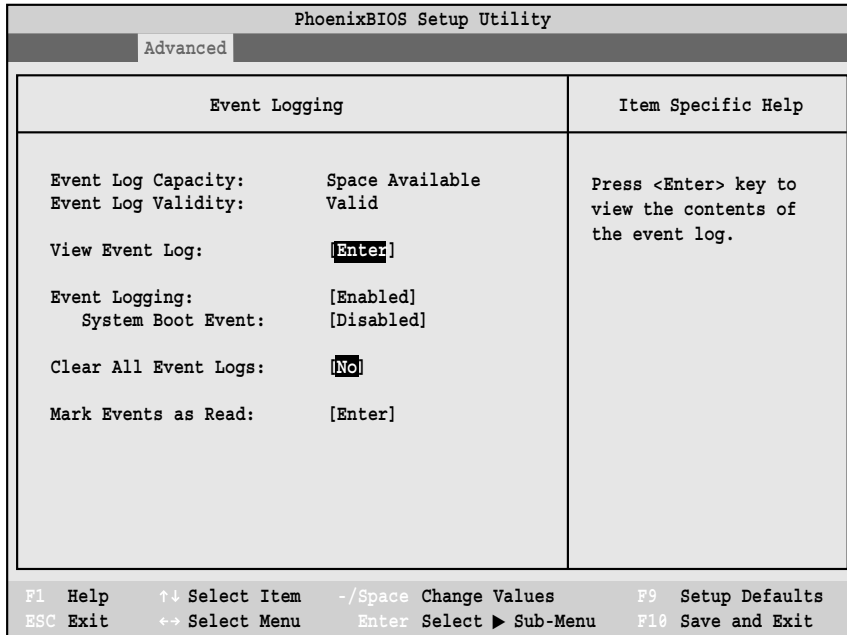 PhoenixBIOS Setup Utility
Advanced
Event Logging
Item Specific Help
Event Log Capacity: Space Available
Event Log Validity: Valid
View Event Log: [Enter]
Event Logging: [Enabled]
System Boot Event: [Disabled]
Clear All Event Logs: [No]
Mark Events as Read: [Enter]
Press <Enter> key to
view the contents of
the event log.
F1 Help ↑↓ Select Item -/Space Change Values F9 Setup Defaults
ESC Exit ←→ Select Menu Enter Select ▶ Sub-Menu F10 Save and Exit